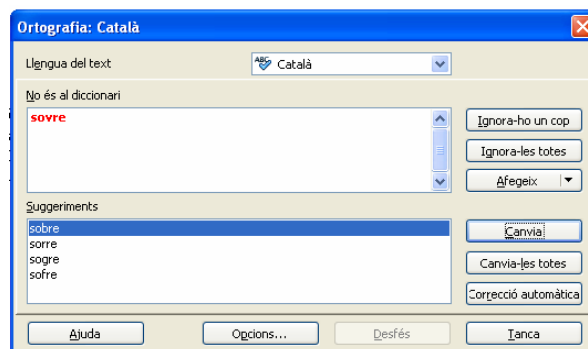 Ortografia: Català
Llengua del text
ABC Català
No és al diccionari
sovre
Ignora-ho un cop
Ignora-les totes
Afegeix
Suggeriments
sobre
sorre
sogre
sofre
Canvia
Canvia-les totes
Correcció automàtica
Ajuda
Opcions...
Desfés
Tanca